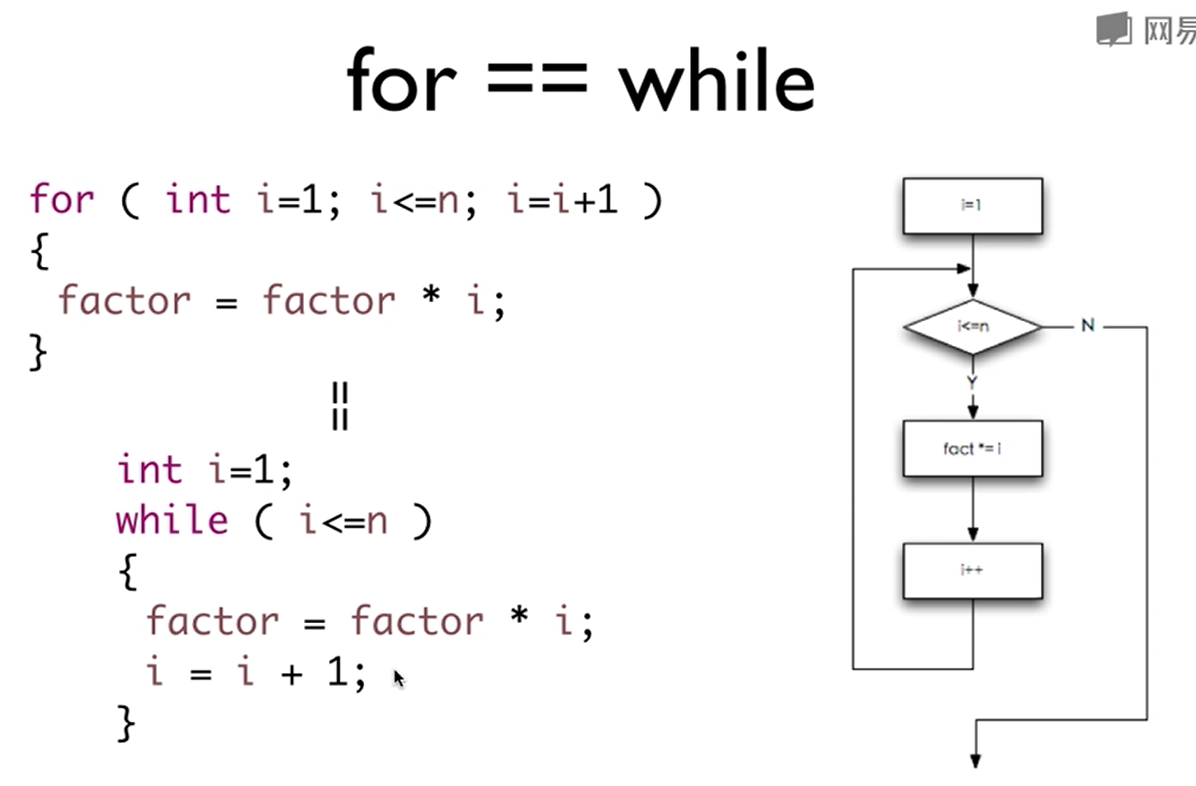 网易
for == while
for ( int i=1; i<=n; i=i+1 )
{
factor = factor * i;
}
==
int i=1;
while ( i<=n )
{
factor = factor * i;
i = i + 1;
}
i=1
i<=n
N
Y
fact *= i
i++